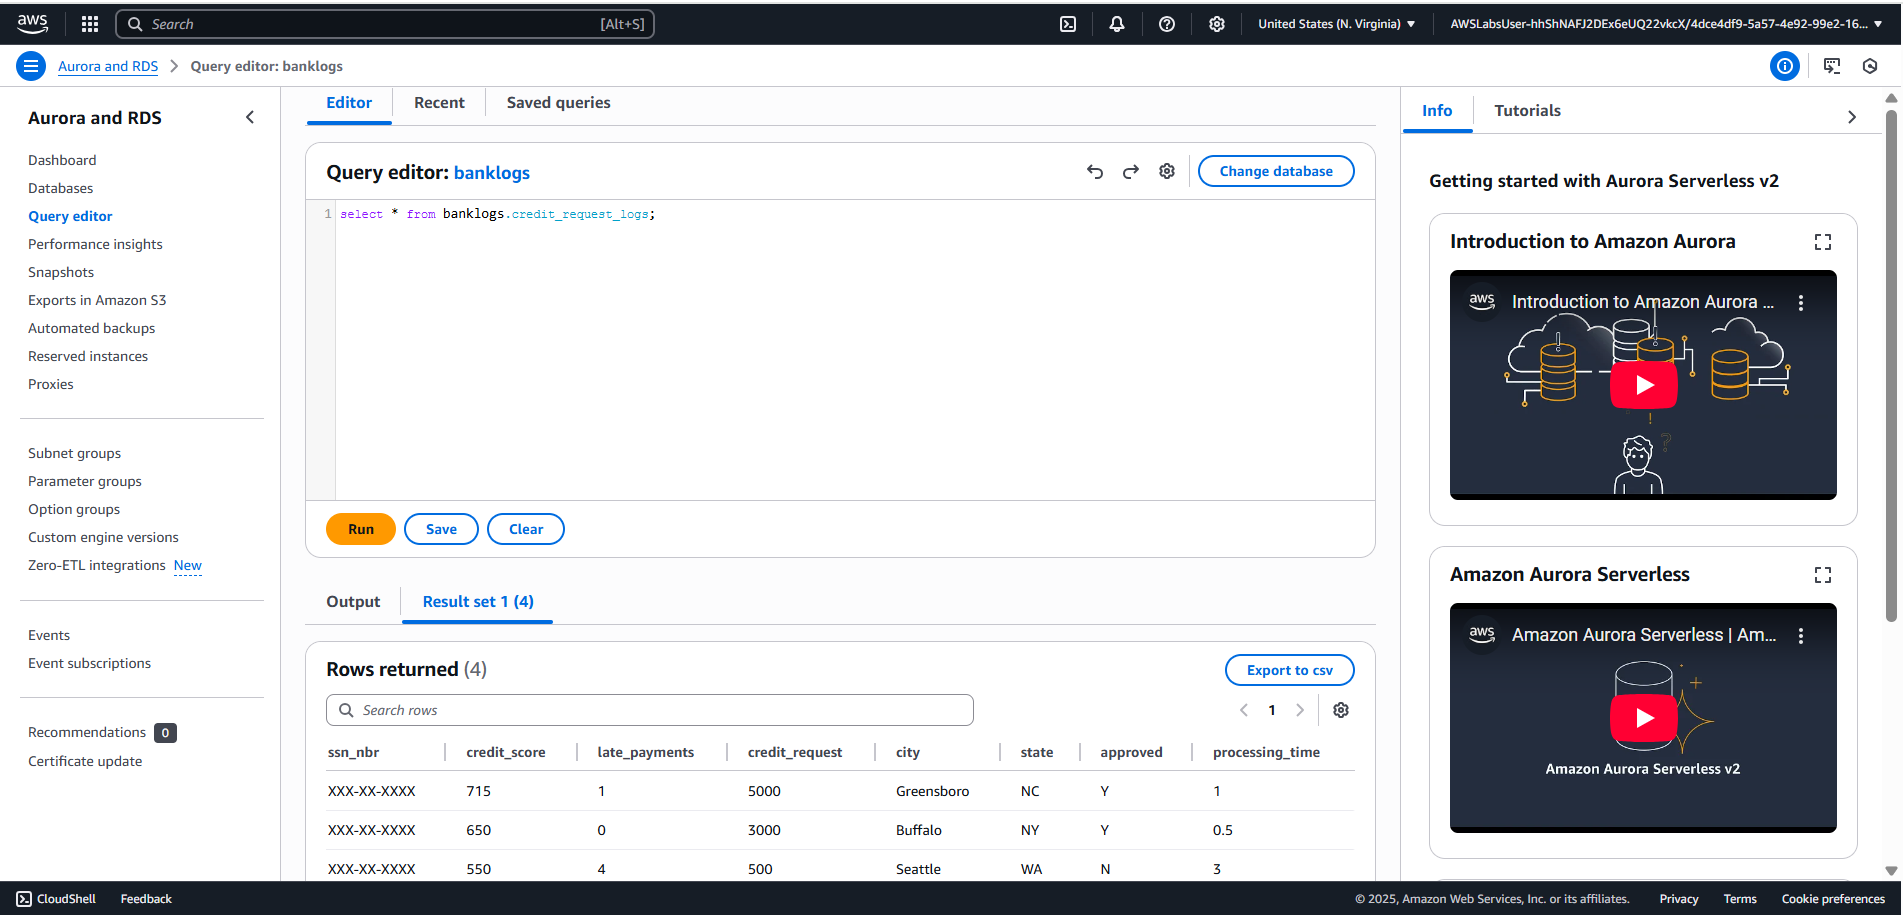 aws
Search [Alt+S]
United States (N. Virginia)
AWSLabsUser-hhShNAFJ2DEx6eUQ22vkcX/4dce4df9-5a57-4e92-99e2-16...
Aurora and RDS
Query editor: banklogs
Aurora and RDS
Dashboard
Databases
Query editor
Performance insights
Snapshots
Exports in Amazon S3
Automated backups
Reserved instances
Proxies
Subnet groups
Parameter groups
Option groups
Custom engine versions
Zero-ETL integrations New
Events
Event subscriptions
Recommendations 0
Certificate update
Editor Recent Saved queries
Query editor: banklogs
Change database
1 select * from banklogs.credit_request_logs;
Run Save Clear
Output Result set 1 (4)
Rows returned (4)
Export to csv
Search rows
1
ssn_nbr credit_score late_payments credit_request city state approved processing_time
XXX-XX-XXXX 715 1 5000 Greensboro NC Y 1
XXX-XX-XXXX 650 0 3000 Buffalo NY Y 0.5
XXX-XX-XXXX 550 4 500 Seattle WA N 3
Info Tutorials
Getting started with Aurora Serverless v2
Introduction to Amazon Aurora
aws Introduction to Amazon Aurora ...
! ?
Amazon Aurora Serverless
aws Amazon Aurora Serverless | Am...
Amazon Aurora Serverless v2
CloudShell Feedback
© 2025, Amazon Web Services, Inc. or its affiliates. Privacy Terms Cookie preferences